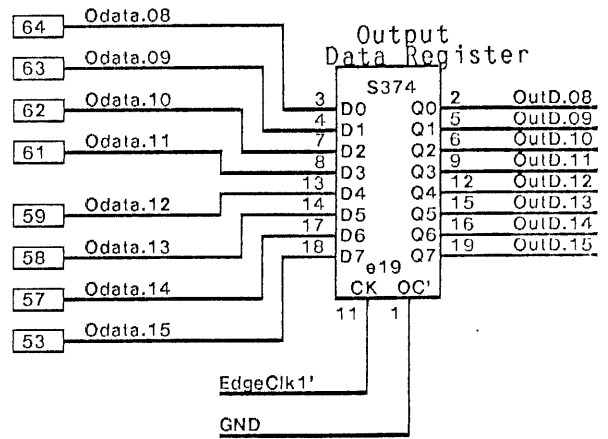 Output
Data Register
64 Odata.08
63 Odata.09
62 Odata.10
61 Odata.11
59 Odata.12
58 Odata.13
57 Odata.14
53 Odata.15
S374
3 D0 Q0 2 OutD.08
4 D1 Q1 5 OutD.09
7 D2 Q2 6 OutD.10
8 D3 Q3 9 OutD.11
13 D4 Q4 12 OutD.12
14 D5 Q5 15 OutD.13
17 D6 Q6 16 OutD.14
18 D7 Q7 19 OutD.15
e19
CK OC'
11 1
EdgeClk1'
GND